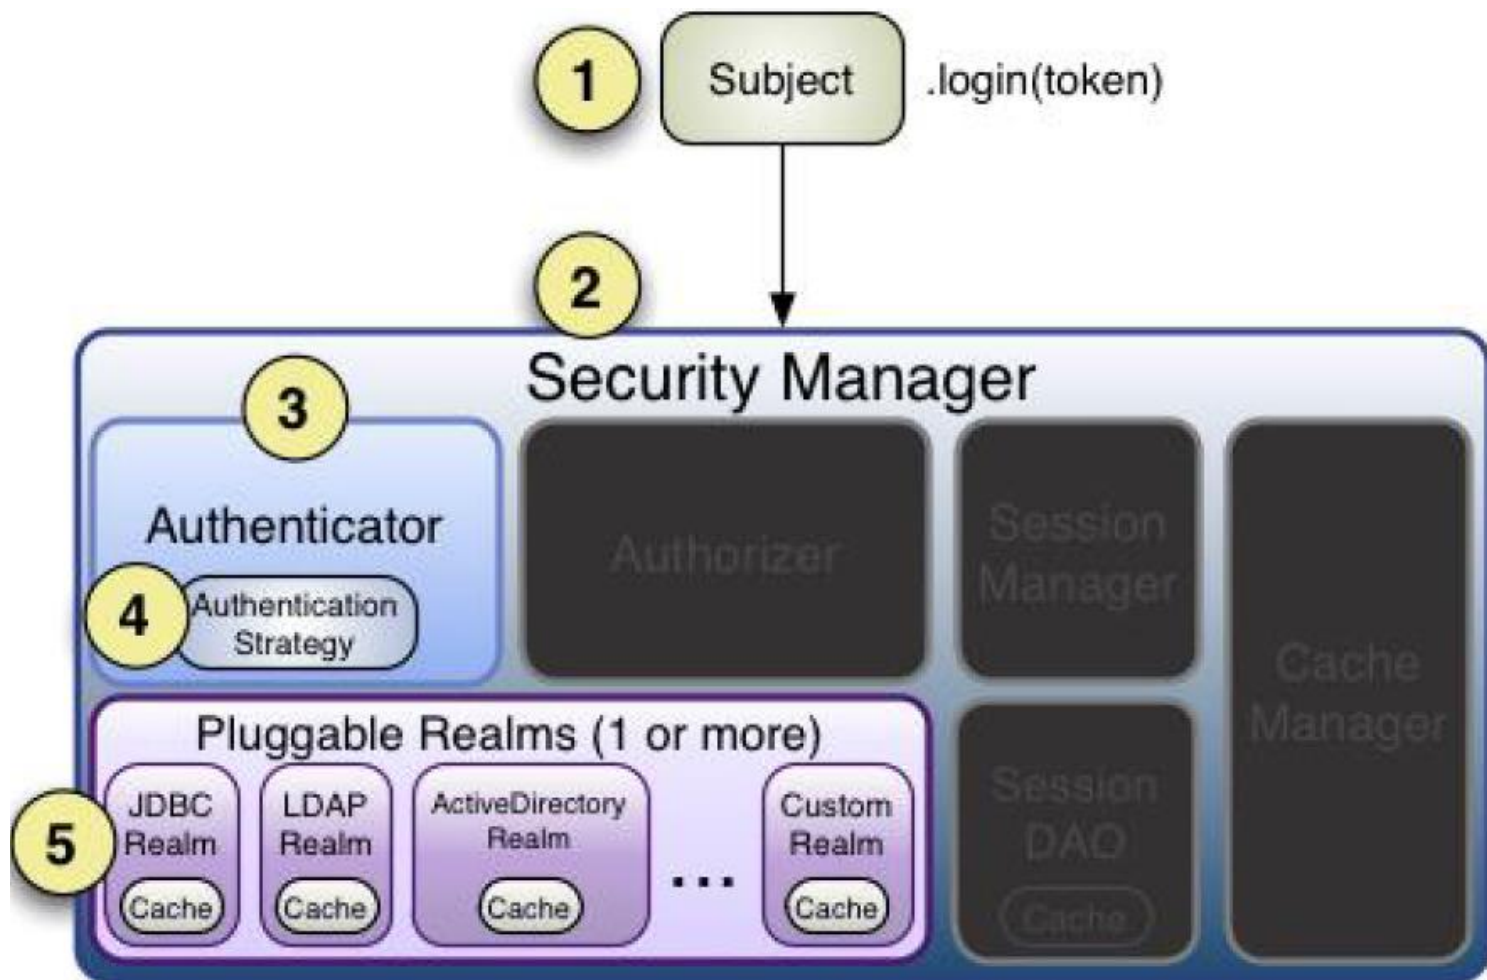 1
Subject
.login(token)
2
Security Manager
3
Authenticator
4
Authentication
Strategy
Authorizer
Session
Manager
Cache
Manager
Pluggable Realms (1 or more)
5
JDBC
Realm
Cache
LDAP
Realm
Cache
ActiveDirectory
Realm
Cache
...
Custom
Realm
Cache
Session
DAO
Cache